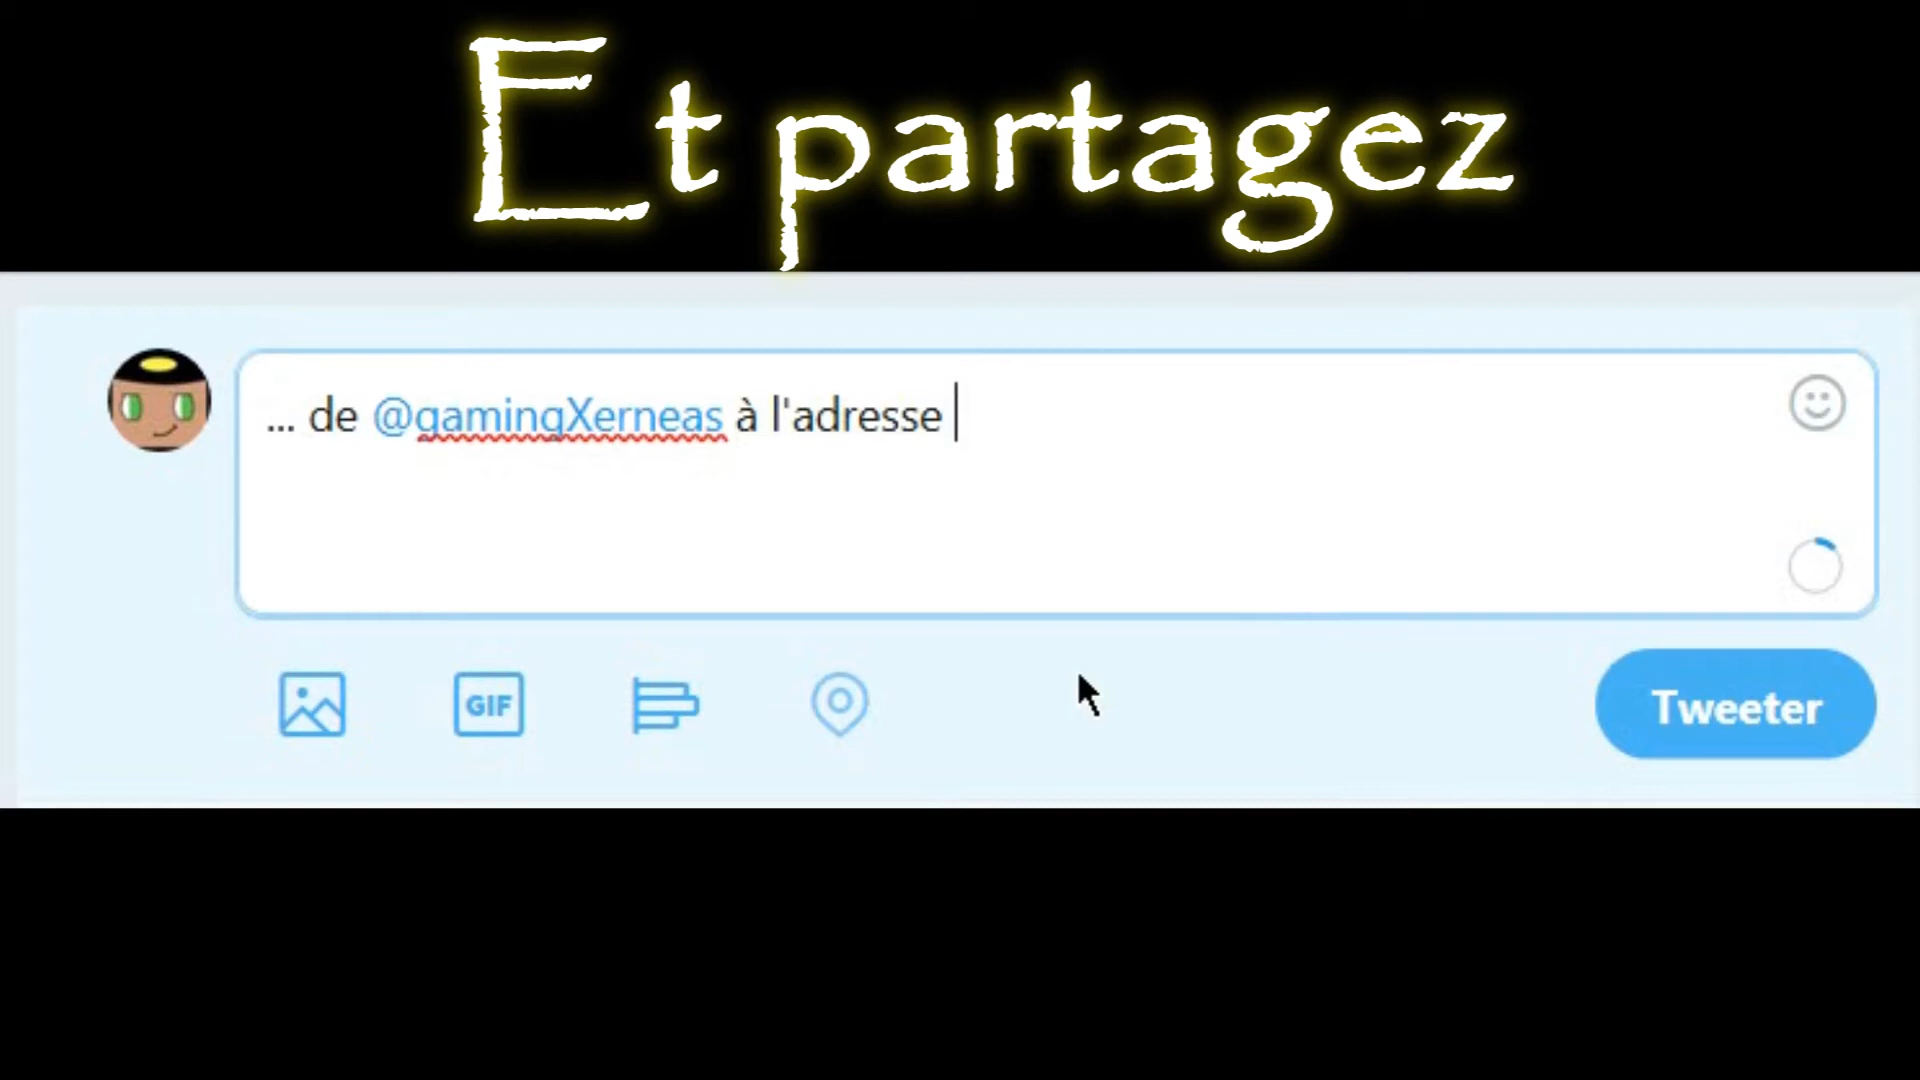 Et partagez
... de @gamingXerneas à l'adresse
GIF
Tweeter